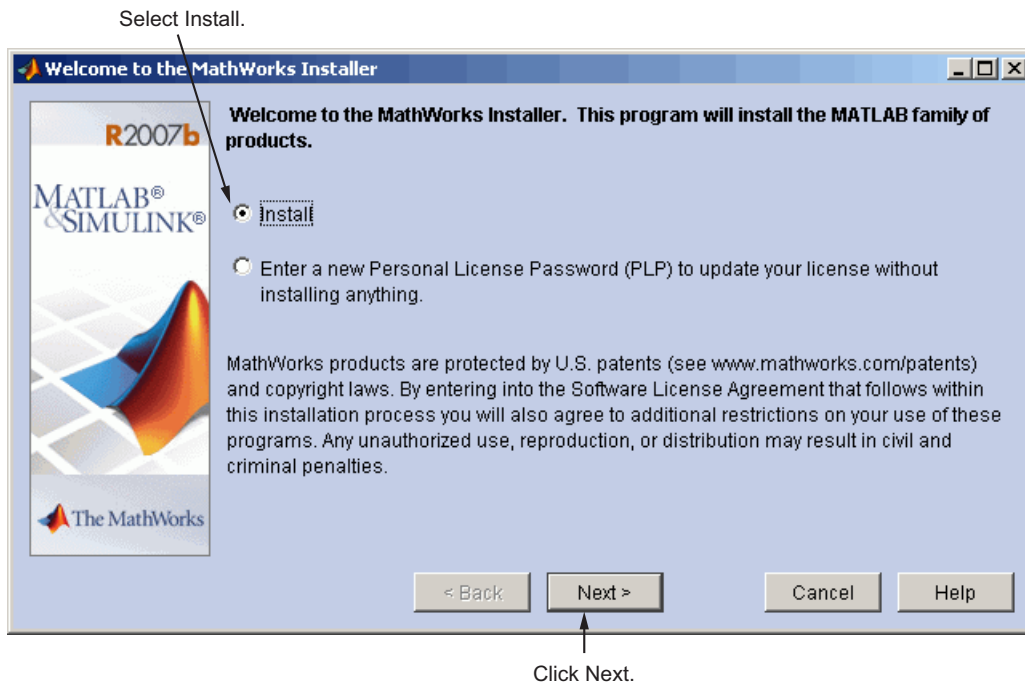 Select Install.
Welcome to the MathWorks Installer
R2007b
MATLAB®
&SIMULINK®
The MathWorks
Welcome to the MathWorks Installer. This program will install the MATLAB family of
products.
Install
Enter a new Personal License Password (PLP) to update your license without
installing anything.
MathWorks products are protected by U.S. patents (see www.mathworks.com/patents)
and copyright laws. By entering into the Software License Agreement that follows within
this installation process you will also agree to additional restrictions on your use of these
programs. Any unauthorized use, reproduction, or distribution may result in civil and
criminal penalties.
< Back
Next >
Cancel
Help
Click Next.